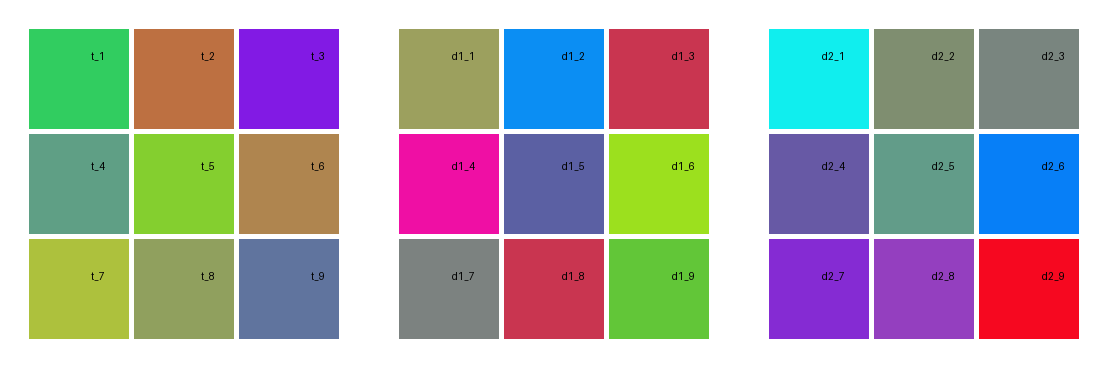 t_1 t_2 t_3 d1_1 d1_2 d1_3 d2_1 d2_2 d2_3
t_4 t_5 t_6 d1_4 d1_5 d1_6 d2_4 d2_5 d2_6
t_7 t_8 t_9 d1_7 d1_8 d1_9 d2_7 d2_8 d2_9